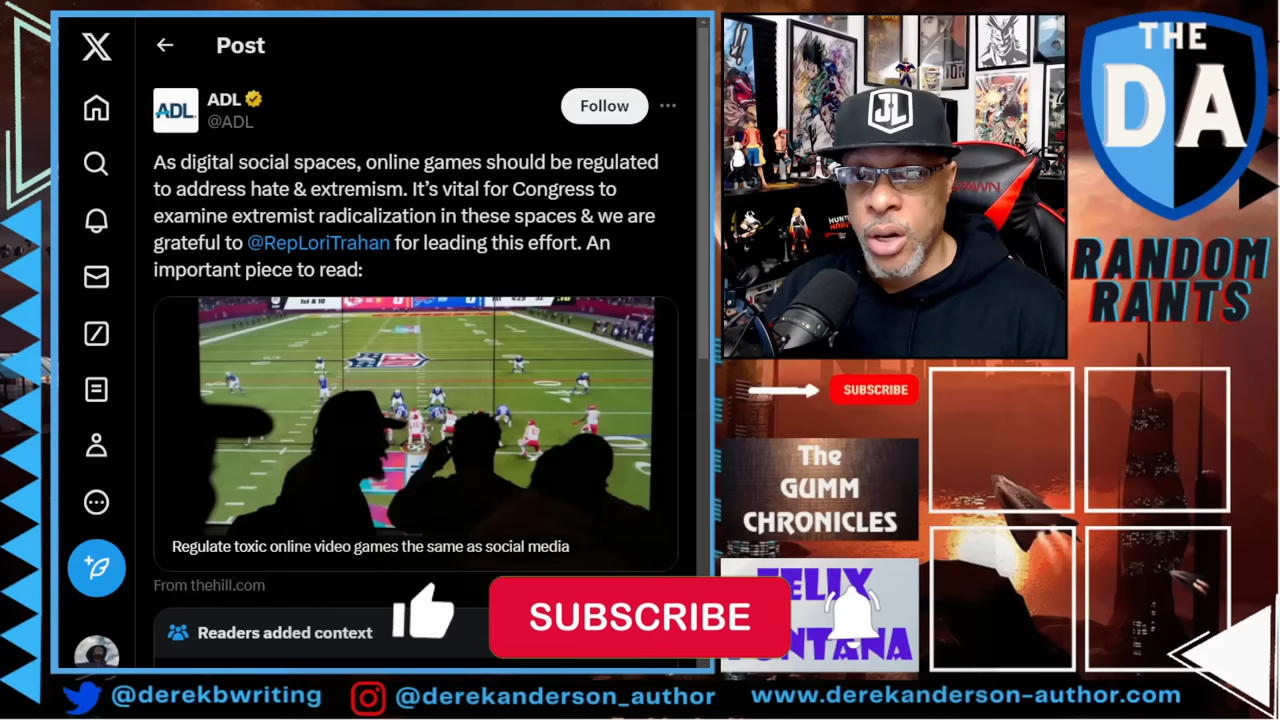 Post
ADL
@ADL
Follow
As digital social spaces, online games should be regulated
to address hate & extremism. It's vital for Congress to
examine extremist radicalization in these spaces & we are
grateful to @RepLoriTrahan for leading this effort. An
important piece to read:
Regulate toxic online video games the same as social media
From thehill.com
Readers added context
SUBSCRIBE
JL
THE
DA
RANDOM
RANTS
SUBSCRIBE
The
GUMM
CHRONICLES
FELIX
@derekbwriting
@derekanderson_author
www.derekanderson-author.com